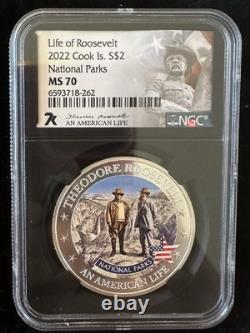 Life of Roosevelt
2022 Cook Is. S$2
National Parks
MS 70
6593718-262
AN AMERICAN LIFE
NGC
THEODORE ROOSEVELT
NATIONAL PARKS
AN AMERICAN LIFE